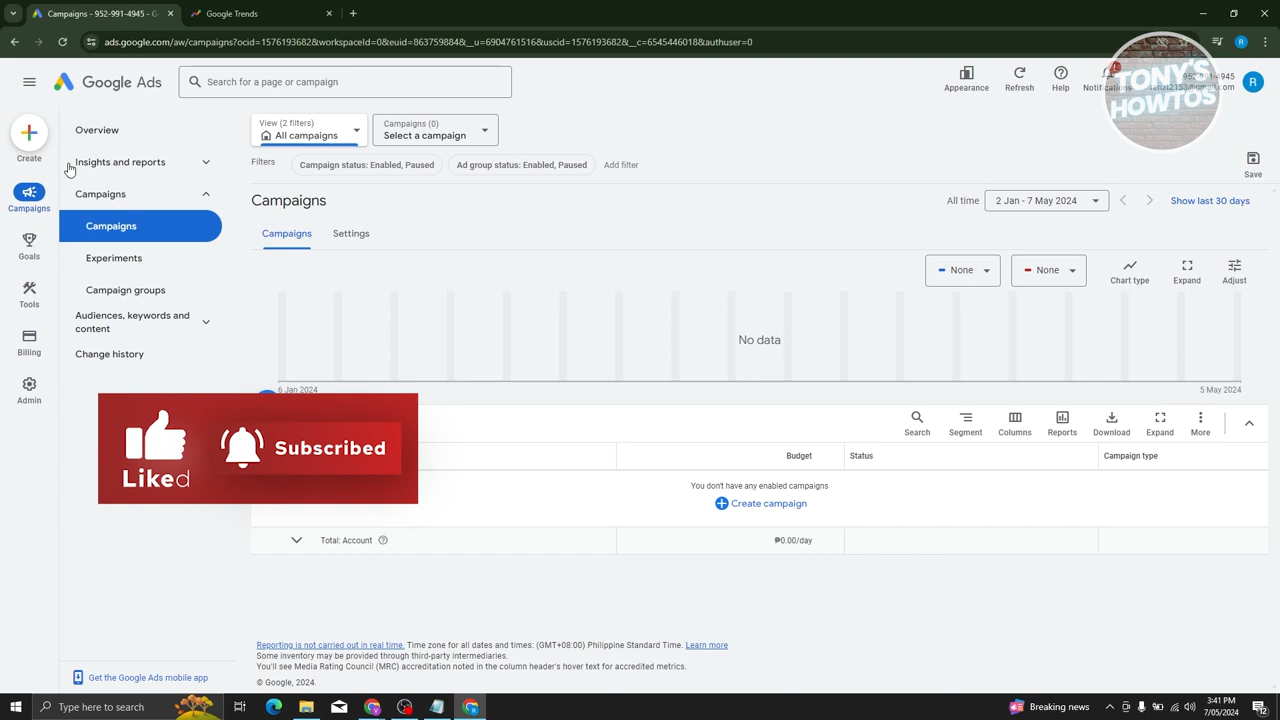 Campaigns - 952-991-4945 - G
Google Trends
ads.google.com/aw/campaigns?ocid=1576193682&workspaceId=0&euid=863759884&__u=6904761516&uscid=1576193682&__c=6545446018&authuser=0
Google Ads
Search for a page or campaign
Appearance
Refresh
Help
Notifications
TONY'S
HOWTOS
R
Create
Campaigns
Goals
Tools
Billing
Admin
Overview
Insights and reports
Campaigns
Campaigns
Experiments
Campaign groups
Audiences, keywords and
content
Change history
Get the Google Ads mobile app
View (2 filters)
All campaigns
Campaigns (0)
Select a campaign
Filters
Campaign status: Enabled, Paused
Ad group status: Enabled, Paused
Add filter
Save
Campaigns
All time
2 Jan - 7 May 2024
Show last 30 days
Campaigns
Settings
None
None
Chart type
Expand
Adjust
No data
6 Jan 2024
5 May 2024
Liked
Subscribed
Search
Segment
Columns
Reports
Download
Expand
More
Budget
Status
Campaign type
You don't have any enabled campaigns
Create campaign
Total: Account
₱0.00/day
Reporting is not carried out in real time. Time zone for all dates and times: (GMT+08:00) Philippine Standard Time. Learn more
Some inventory may be provided through third-party intermediaries.
You'll see Media Rating Council (MRC) accreditation noted in the column header's hover text for accredited metrics.
© Google, 2024.
Type here to search
Breaking news
3:41 PM
7/05/2024